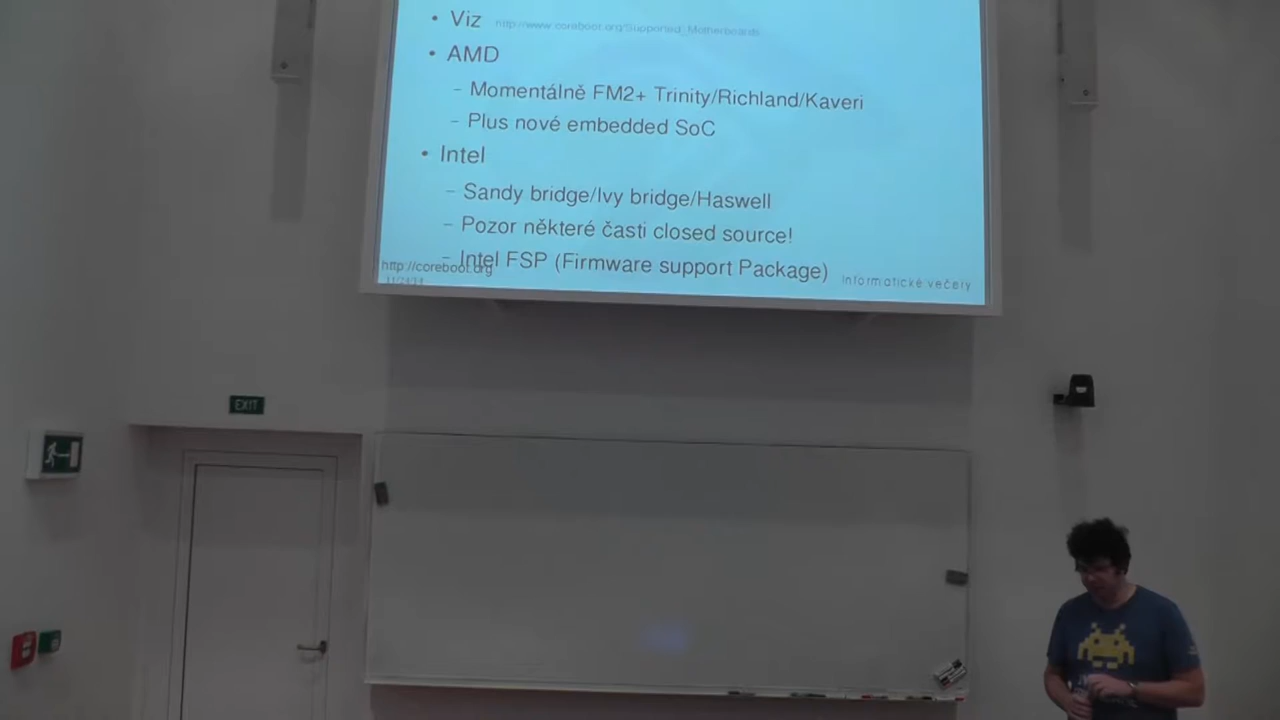 • Viz http://www.coreboot.org/Supported_Motherboards
• AMD
– Momentálně FM2+ Trinity/Richland/Kaveri
– Plus nové embedded SoC
• Intel
– Sandy bridge/Ivy bridge/Haswell
– Pozor některé časti closed source!
– Intel FSP (Firmware support Package)
http://coreboot.org
Informatické večery
EXIT